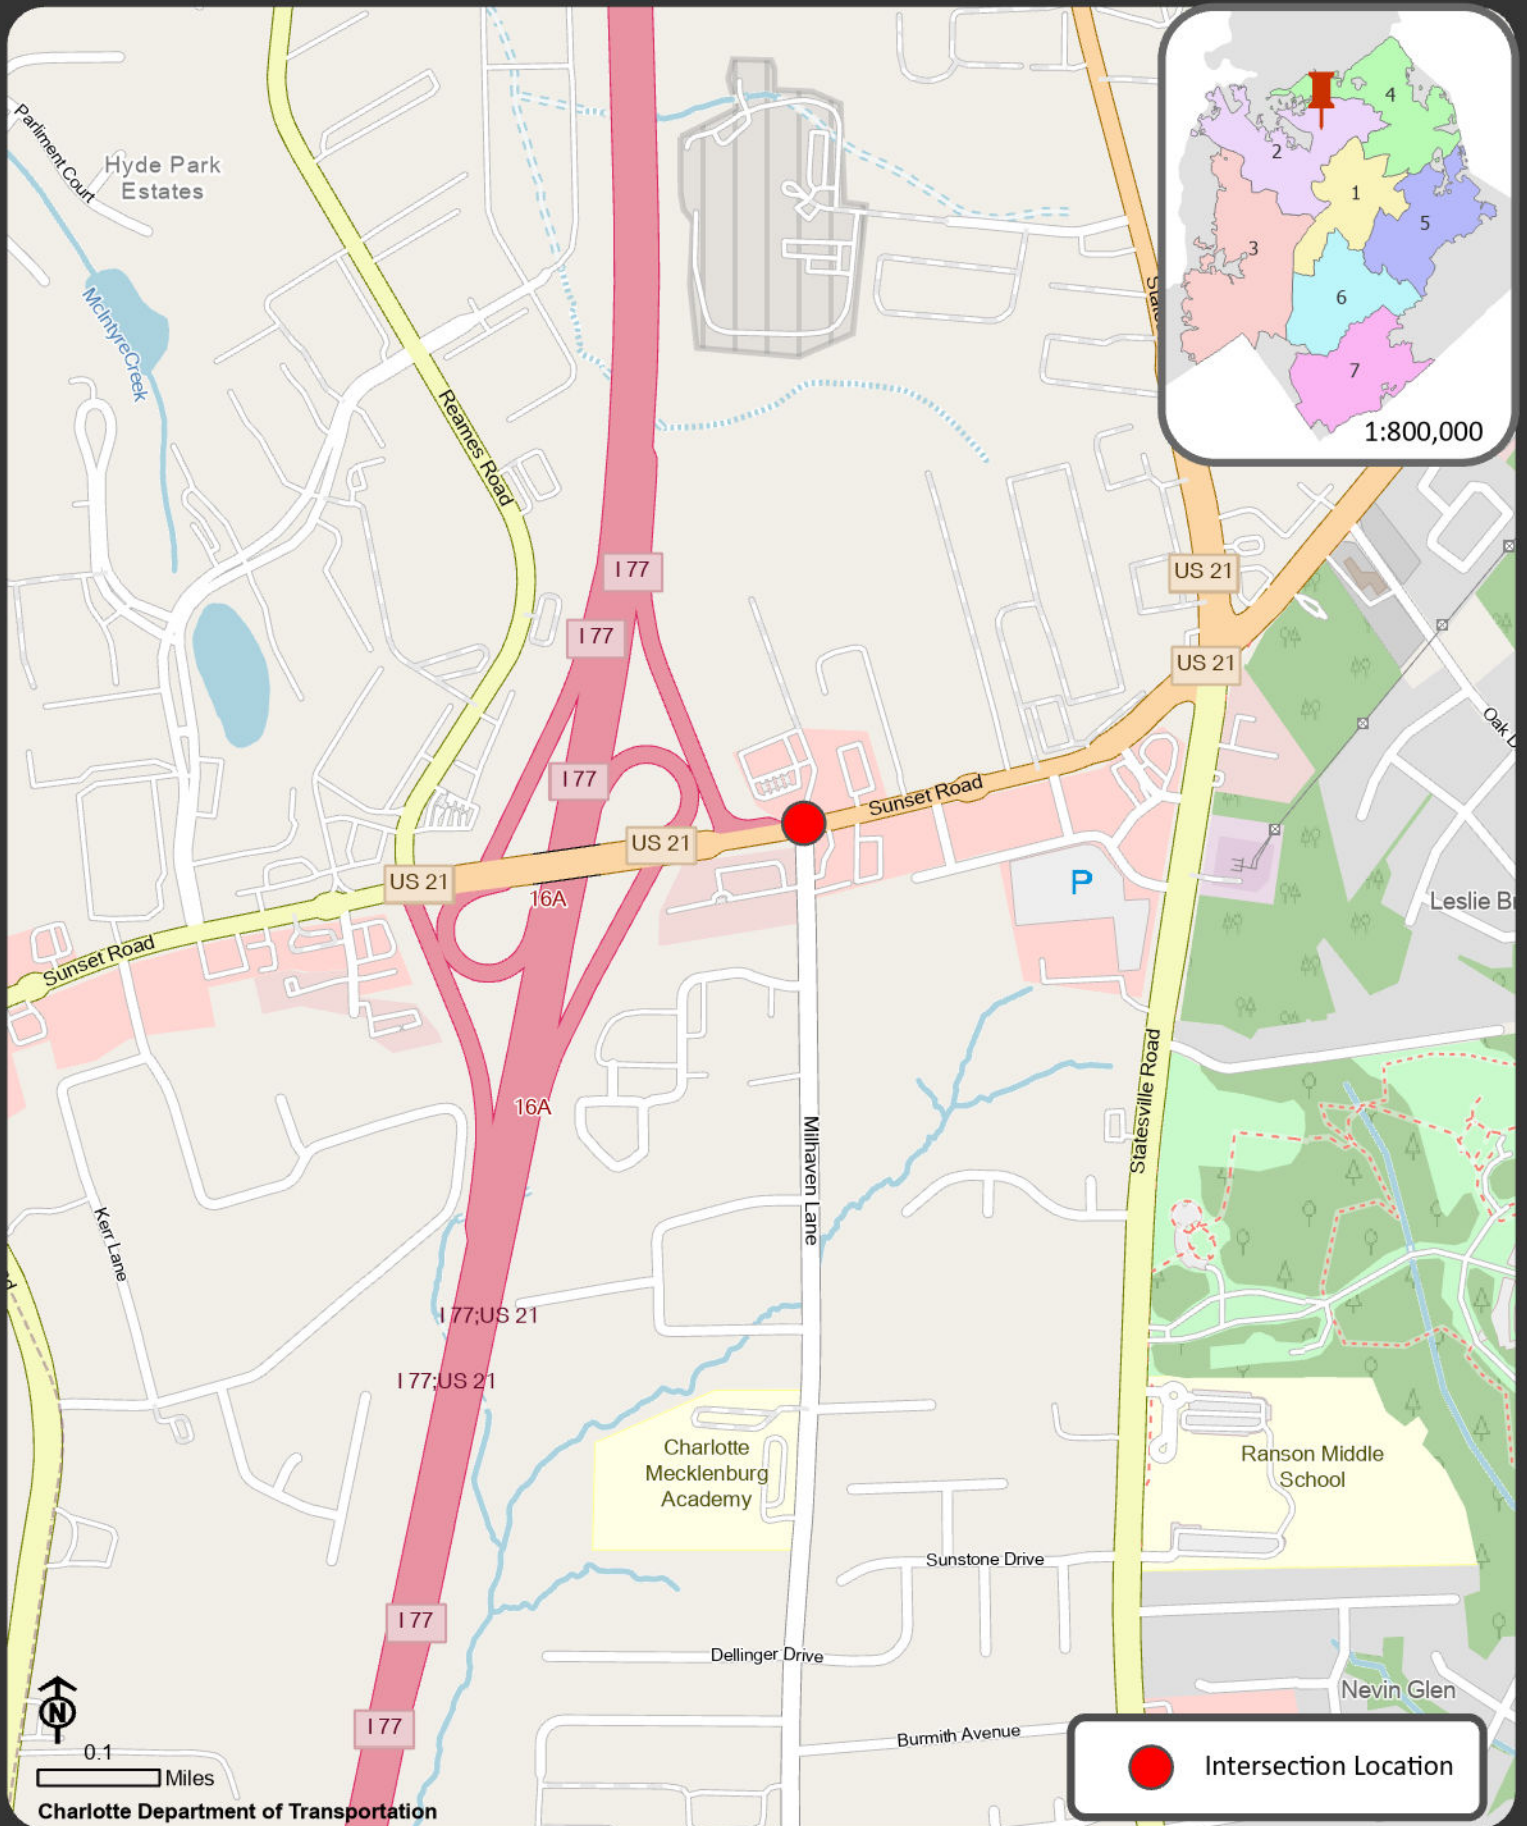 Parliment Court
Hyde Park
Estates
McIntyreCreek
Reames Road
4
2
1
5
3
6
7
1:800,000
I 77
US 21
I 77
US 21
I 77
Sunset Road
US 21
US 21
16A
P
Oak D
Leslie Br
Sunset Road
16A
Milhaven Lane
Statesville Road
Kerr Lane
I 77;US 21
I 77;US 21
Charlotte
Mecklenburg
Academy
Ranson Middle
School
Sunstone Drive
I 77
Dellinger Drive
Nevin Glen
I 77
Burmith Avenue
N
0.1
Miles
Charlotte Department of Transportation
Intersection Location